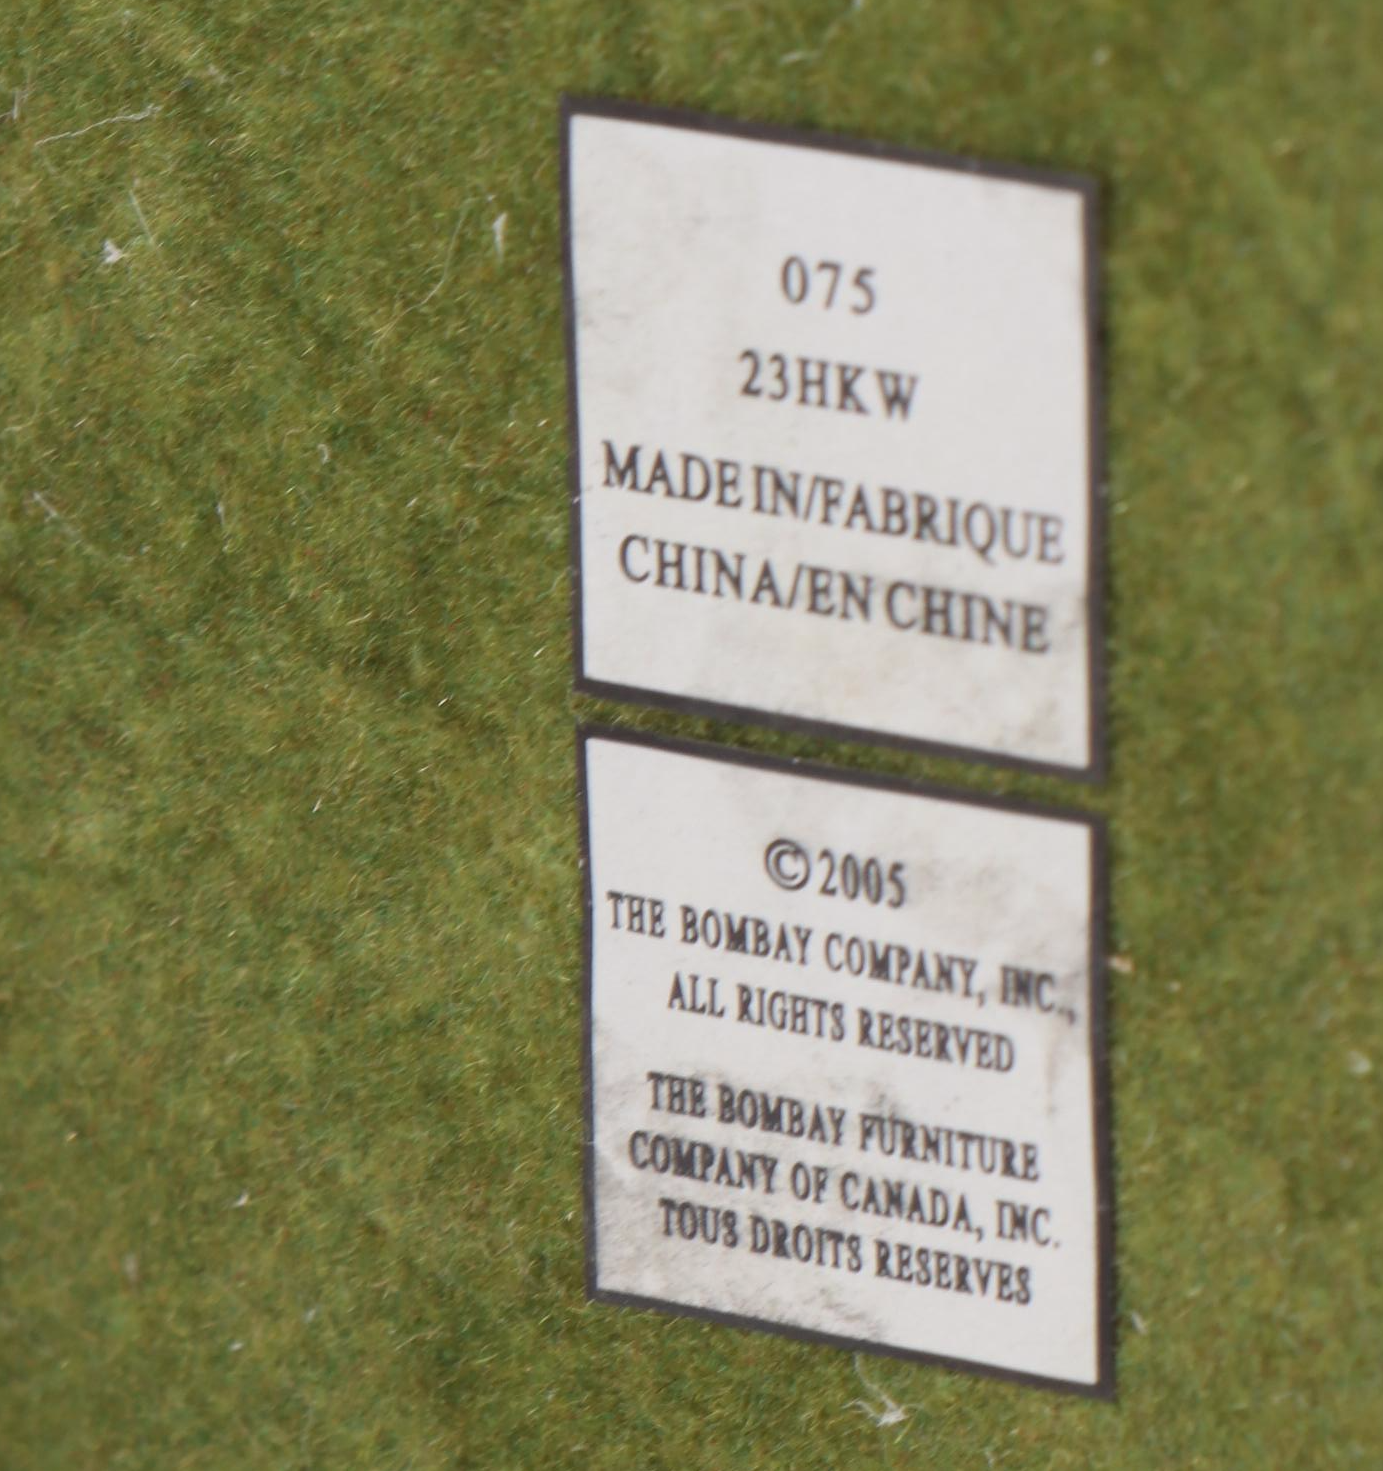 075
23HKW
MADE IN/FABRIQUE
CHINA/EN CHINE
©2005
THE BOMBAY COMPANY, INC.,
ALL RIGHTS RESERVED
THE BOMBAY FURNITURE
COMPANY OF CANADA, INC.
TOUS DROITS RESERVES